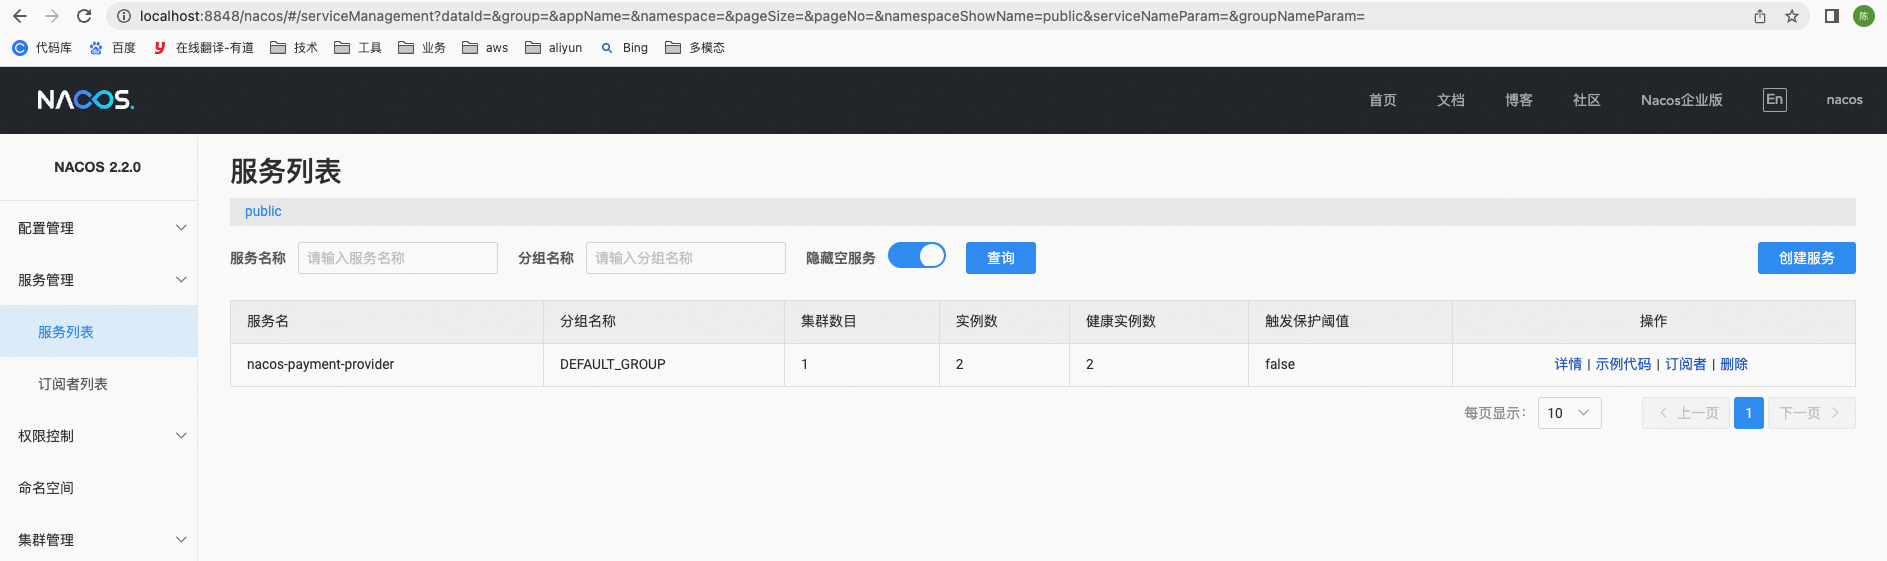 localhost:8848/nacos/#/serviceManagement?dataId=&group=&appName=&namespace=&pageSize=&pageNo=&namespaceShowName=public&serviceNameParam=&groupNameParam=
陈
C 代码库 百度 y 在线翻译-有道 技术 工具 业务 aws aliyun Bing 多模态
NACOS. 首页 文档 博客 社区 Nacos企业版 En nacos
NACOS 2.2.0
配置管理
服务管理
服务列表
订阅者列表
权限控制
命名空间
集群管理
服务列表
public
服务名称 请输入服务名称 分组名称 请输入分组名称 隐藏空服务 查询 创建服务
服务名 分组名称 集群数目 实例数 健康实例数 触发保护阈值 操作
nacos-payment-provider DEFAULT_GROUP 1 2 2 false 详情 | 示例代码 | 订阅者 | 删除
每页显示: 10 上一页 1 下一页